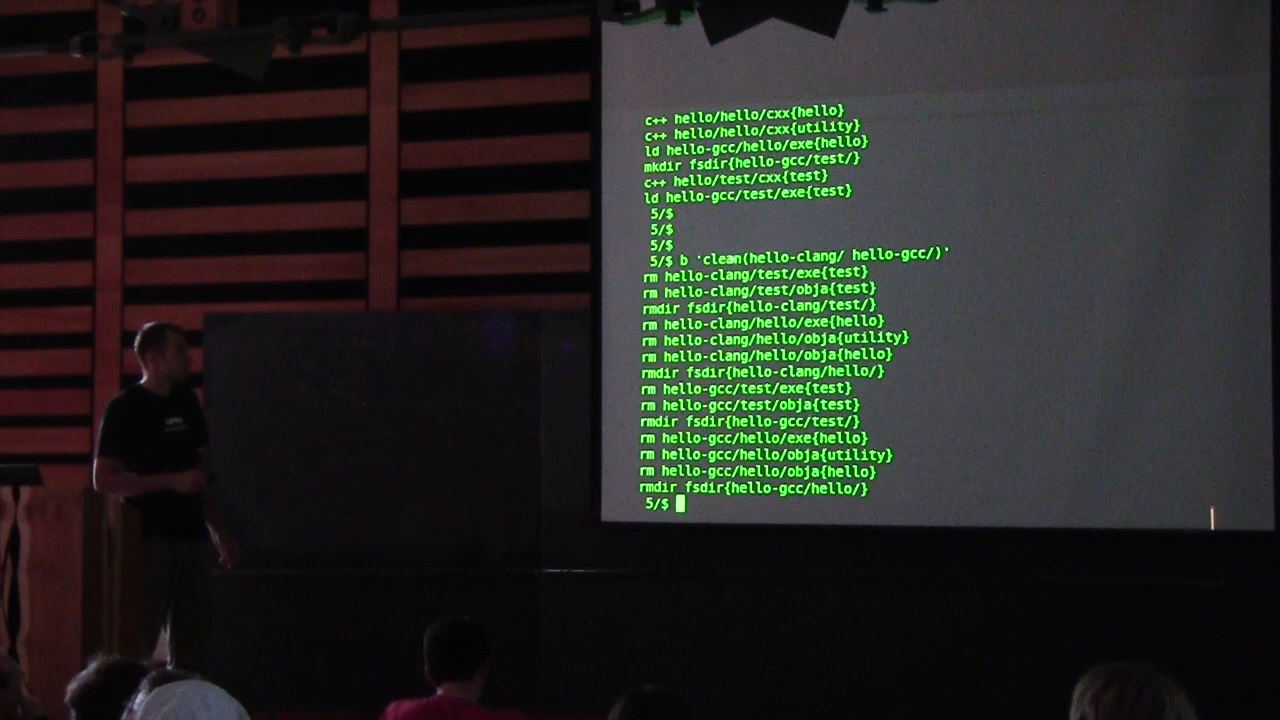 c++ hello/hello/cxx{hello}
c++ hello/hello/cxx{utility}
ld hello-gcc/hello/exe{hello}
mkdir fsdir{hello-gcc/test/}
c++ hello/test/cxx{test}
ld hello-gcc/test/exe{test}
5/$
5/$
5/$
5/$ b 'clean(hello-clang/ hello-gcc/)'
rm hello-clang/test/exe{test}
rm hello-clang/test/obja{test}
rmdir fsdir{hello-clang/test/}
rm hello-clang/hello/exe{hello}
rm hello-clang/hello/obja{utility}
rm hello-clang/hello/obja{hello}
rmdir fsdir{hello-clang/hello/}
rm hello-gcc/test/exe{test}
rm hello-gcc/test/obja{test}
rmdir fsdir{hello-gcc/test/}
rm hello-gcc/hello/exe{hello}
rm hello-gcc/hello/obja{utility}
rm hello-gcc/hello/obja{hello}
rmdir fsdir{hello-gcc/hello/}
5/$